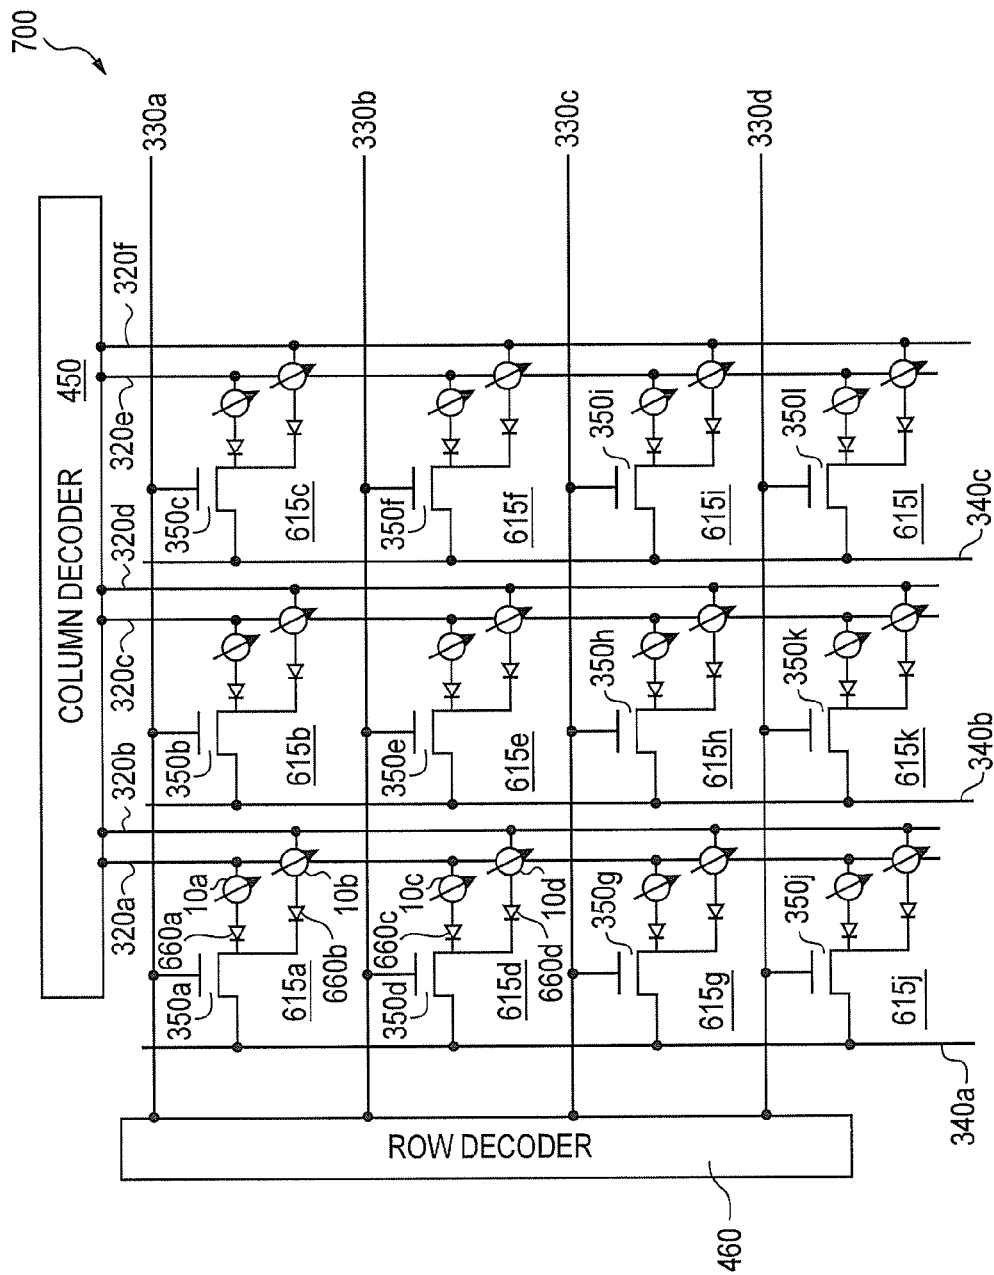 700
COLUMN DECODER 450
320a
320b
320c
320d
320e
320f
330a
330b
330c
330d
350a
660a
10a
10b
615a
660b
350b
615b
350c
615c
350d
660c
10c
10d
615d
660d
350e
615e
350f
615f
350g
615g
350h
615h
350i
615i
350j
615j
350k
615k
350l
615l
340a
340b
340c
ROW DECODER
460